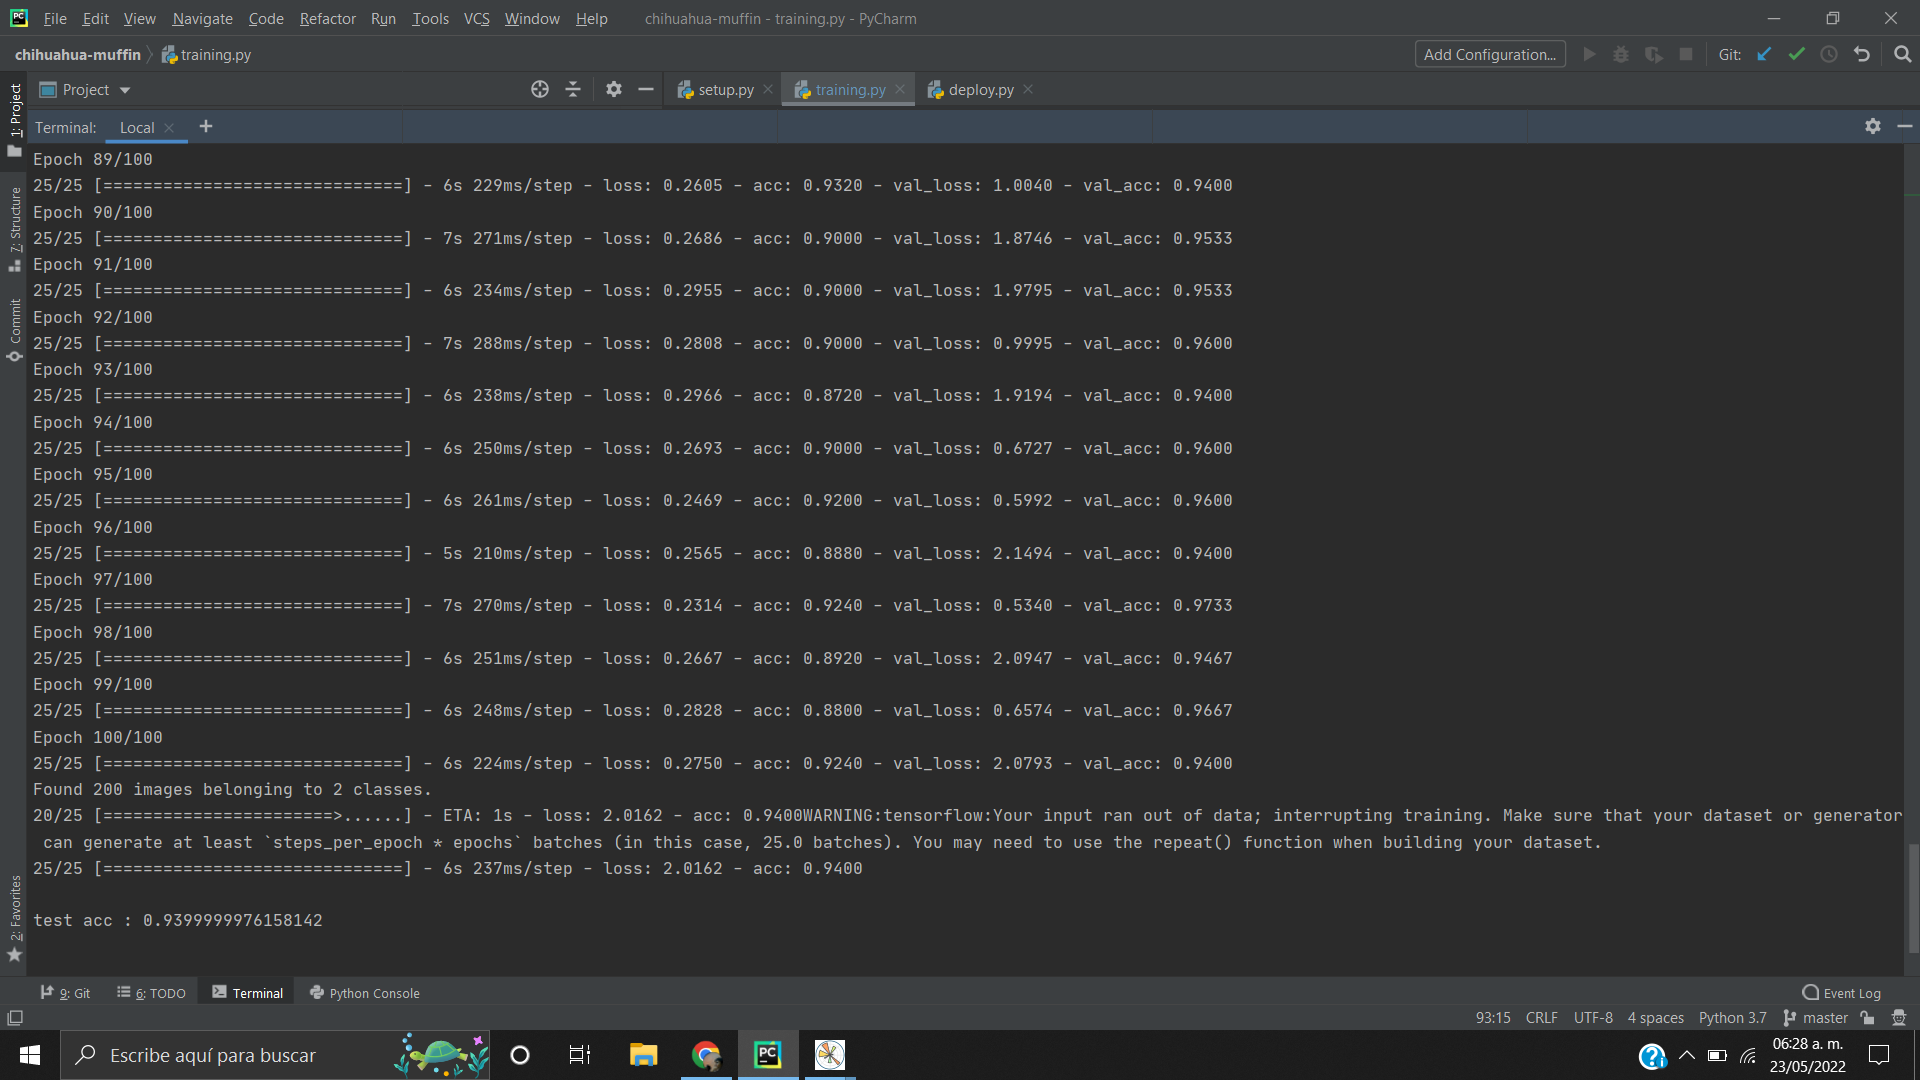 PC File Edit View Navigate Code Refactor Run Tools VCS Window Help chihuahua-muffin - training.py - PyCharm
chihuahua-muffin training.py Add Configuration... Git:
Project setup.py training.py deploy.py
Terminal: Local +
1: Project
7: Structure
Commit
2: Favorites
Epoch 89/100
25/25 [==============================] - 6s 229ms/step - loss: 0.2605 - acc: 0.9320 - val_loss: 1.0040 - val_acc: 0.9400
Epoch 90/100
25/25 [==============================] - 7s 271ms/step - loss: 0.2686 - acc: 0.9000 - val_loss: 1.8746 - val_acc: 0.9533
Epoch 91/100
25/25 [==============================] - 6s 234ms/step - loss: 0.2955 - acc: 0.9000 - val_loss: 1.9795 - val_acc: 0.9533
Epoch 92/100
25/25 [==============================] - 7s 288ms/step - loss: 0.2808 - acc: 0.9000 - val_loss: 0.9995 - val_acc: 0.9600
Epoch 93/100
25/25 [==============================] - 6s 238ms/step - loss: 0.2966 - acc: 0.8720 - val_loss: 1.9194 - val_acc: 0.9400
Epoch 94/100
25/25 [==============================] - 6s 250ms/step - loss: 0.2693 - acc: 0.9000 - val_loss: 0.6727 - val_acc: 0.9600
Epoch 95/100
25/25 [==============================] - 6s 261ms/step - loss: 0.2469 - acc: 0.9200 - val_loss: 0.5992 - val_acc: 0.9600
Epoch 96/100
25/25 [==============================] - 5s 210ms/step - loss: 0.2565 - acc: 0.8880 - val_loss: 2.1494 - val_acc: 0.9400
Epoch 97/100
25/25 [==============================] - 7s 270ms/step - loss: 0.2314 - acc: 0.9240 - val_loss: 0.5340 - val_acc: 0.9733
Epoch 98/100
25/25 [==============================] - 6s 251ms/step - loss: 0.2667 - acc: 0.8920 - val_loss: 2.0947 - val_acc: 0.9467
Epoch 99/100
25/25 [==============================] - 6s 248ms/step - loss: 0.2828 - acc: 0.8800 - val_loss: 0.6574 - val_acc: 0.9667
Epoch 100/100
25/25 [==============================] - 6s 224ms/step - loss: 0.2750 - acc: 0.9240 - val_loss: 2.0793 - val_acc: 0.9400
Found 200 images belonging to 2 classes.
20/25 [=======================>......] - ETA: 1s - loss: 2.0162 - acc: 0.9400WARNING:tensorflow:Your input ran out of data; interrupting training. Make sure that your dataset or generator
can generate at least `steps_per_epoch * epochs` batches (in this case, 25.0 batches). You may need to use the repeat() function when building your dataset.
25/25 [==============================] - 6s 237ms/step - loss: 2.0162 - acc: 0.9400
test acc : 0.9399999976158142
9: Git 6: TODO Terminal Python Console Event Log
93:15 CRLF UTF-8 4 spaces Python 3.7 master
Escribe aquí para buscar PC 06:28 a. m.
23/05/2022